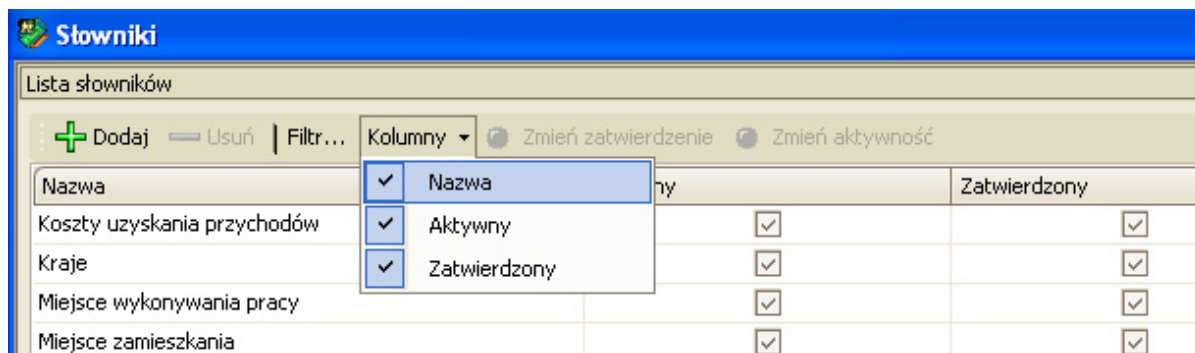 Słowniki
Lista słowników
Dodaj Usuń Filtr... Kolumny Zmień zatwierdzenie Zmień aktywność
Nazwa ny Zatwierdzony
Nazwa
Aktywny
Zatwierdzony
Koszty uzyskania przychodów
Kraje
Miejsce wykonywania pracy
Miejsce zamieszkania